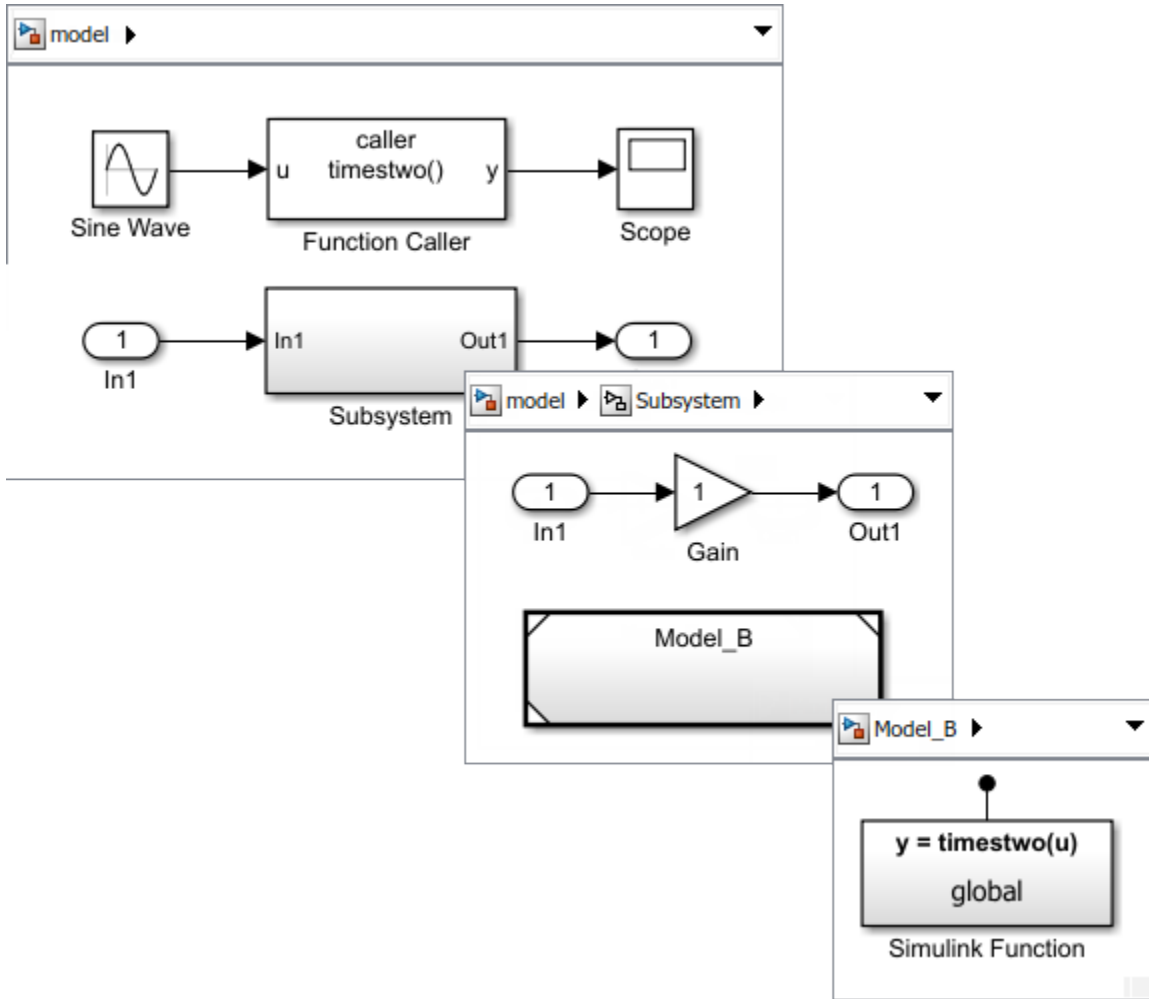 model
caller
u timestwo() y
Sine Wave
Function Caller
Scope
1
In1 Out1
1
In1
Subsystem
model Subsystem
1
1
1
In1
Gain
Out1
Model_B
Model_B
y = timestwo(u)
global
Simulink Function